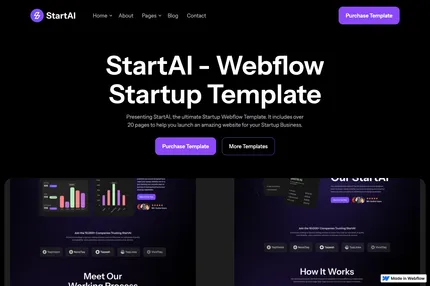 StartAI
Home
About
Pages
Blog
Contact
Purchase Template
StartAI - Webflow
Startup Template
Presenting StartAI, the ultimate Startup Webflow Template. It includes over
20 pages to help you launch an amazing website for your Startup Business.
Purchase Template
More Templates
Our StartAI
Join the 10,000+ Companies Trusting StartAI
Join the 10,000+ Companies Trusting StartAI
Meet Our
Working Process
How It Works
Made in Webflow